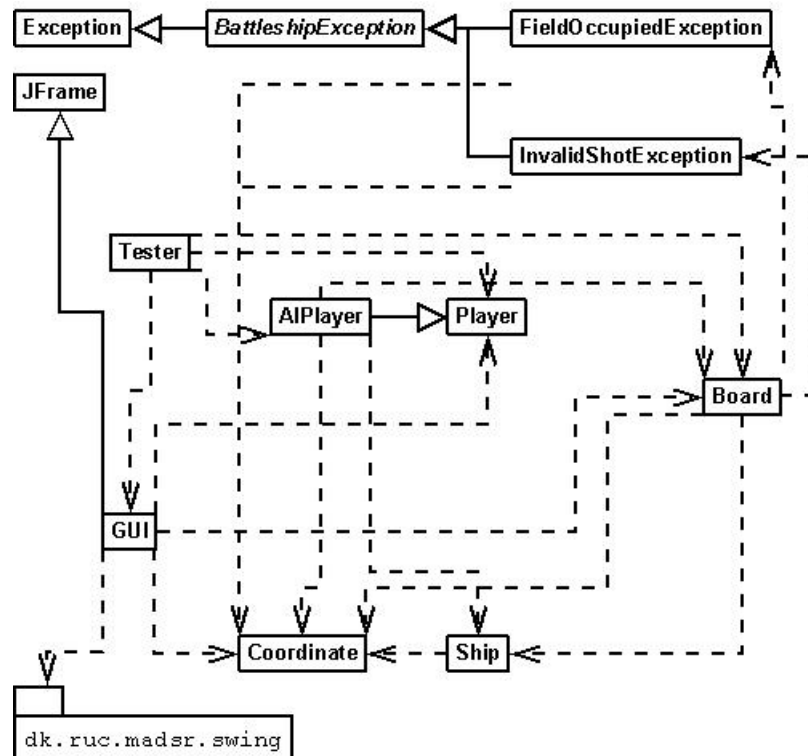 Exception
BattleshipException
FieldOccupiedException
JFrame
InvalidShotException
Tester
AIPlayer
Player
Board
GUI
Coordinate
Ship
dk.ruc.madsr.swing